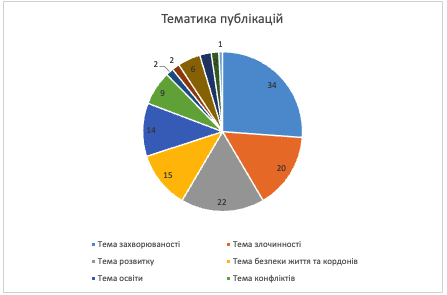 Тематика публікацій
1
2
2
6
34
9
14
20
15
22
Тема захворюваності
Тема злочинності
Тема розвитку
Тема безпеки життя та кордонів
Тема освіти
Тема конфліктів